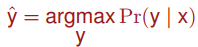 ŷ = argmax Pr(y | x)
y